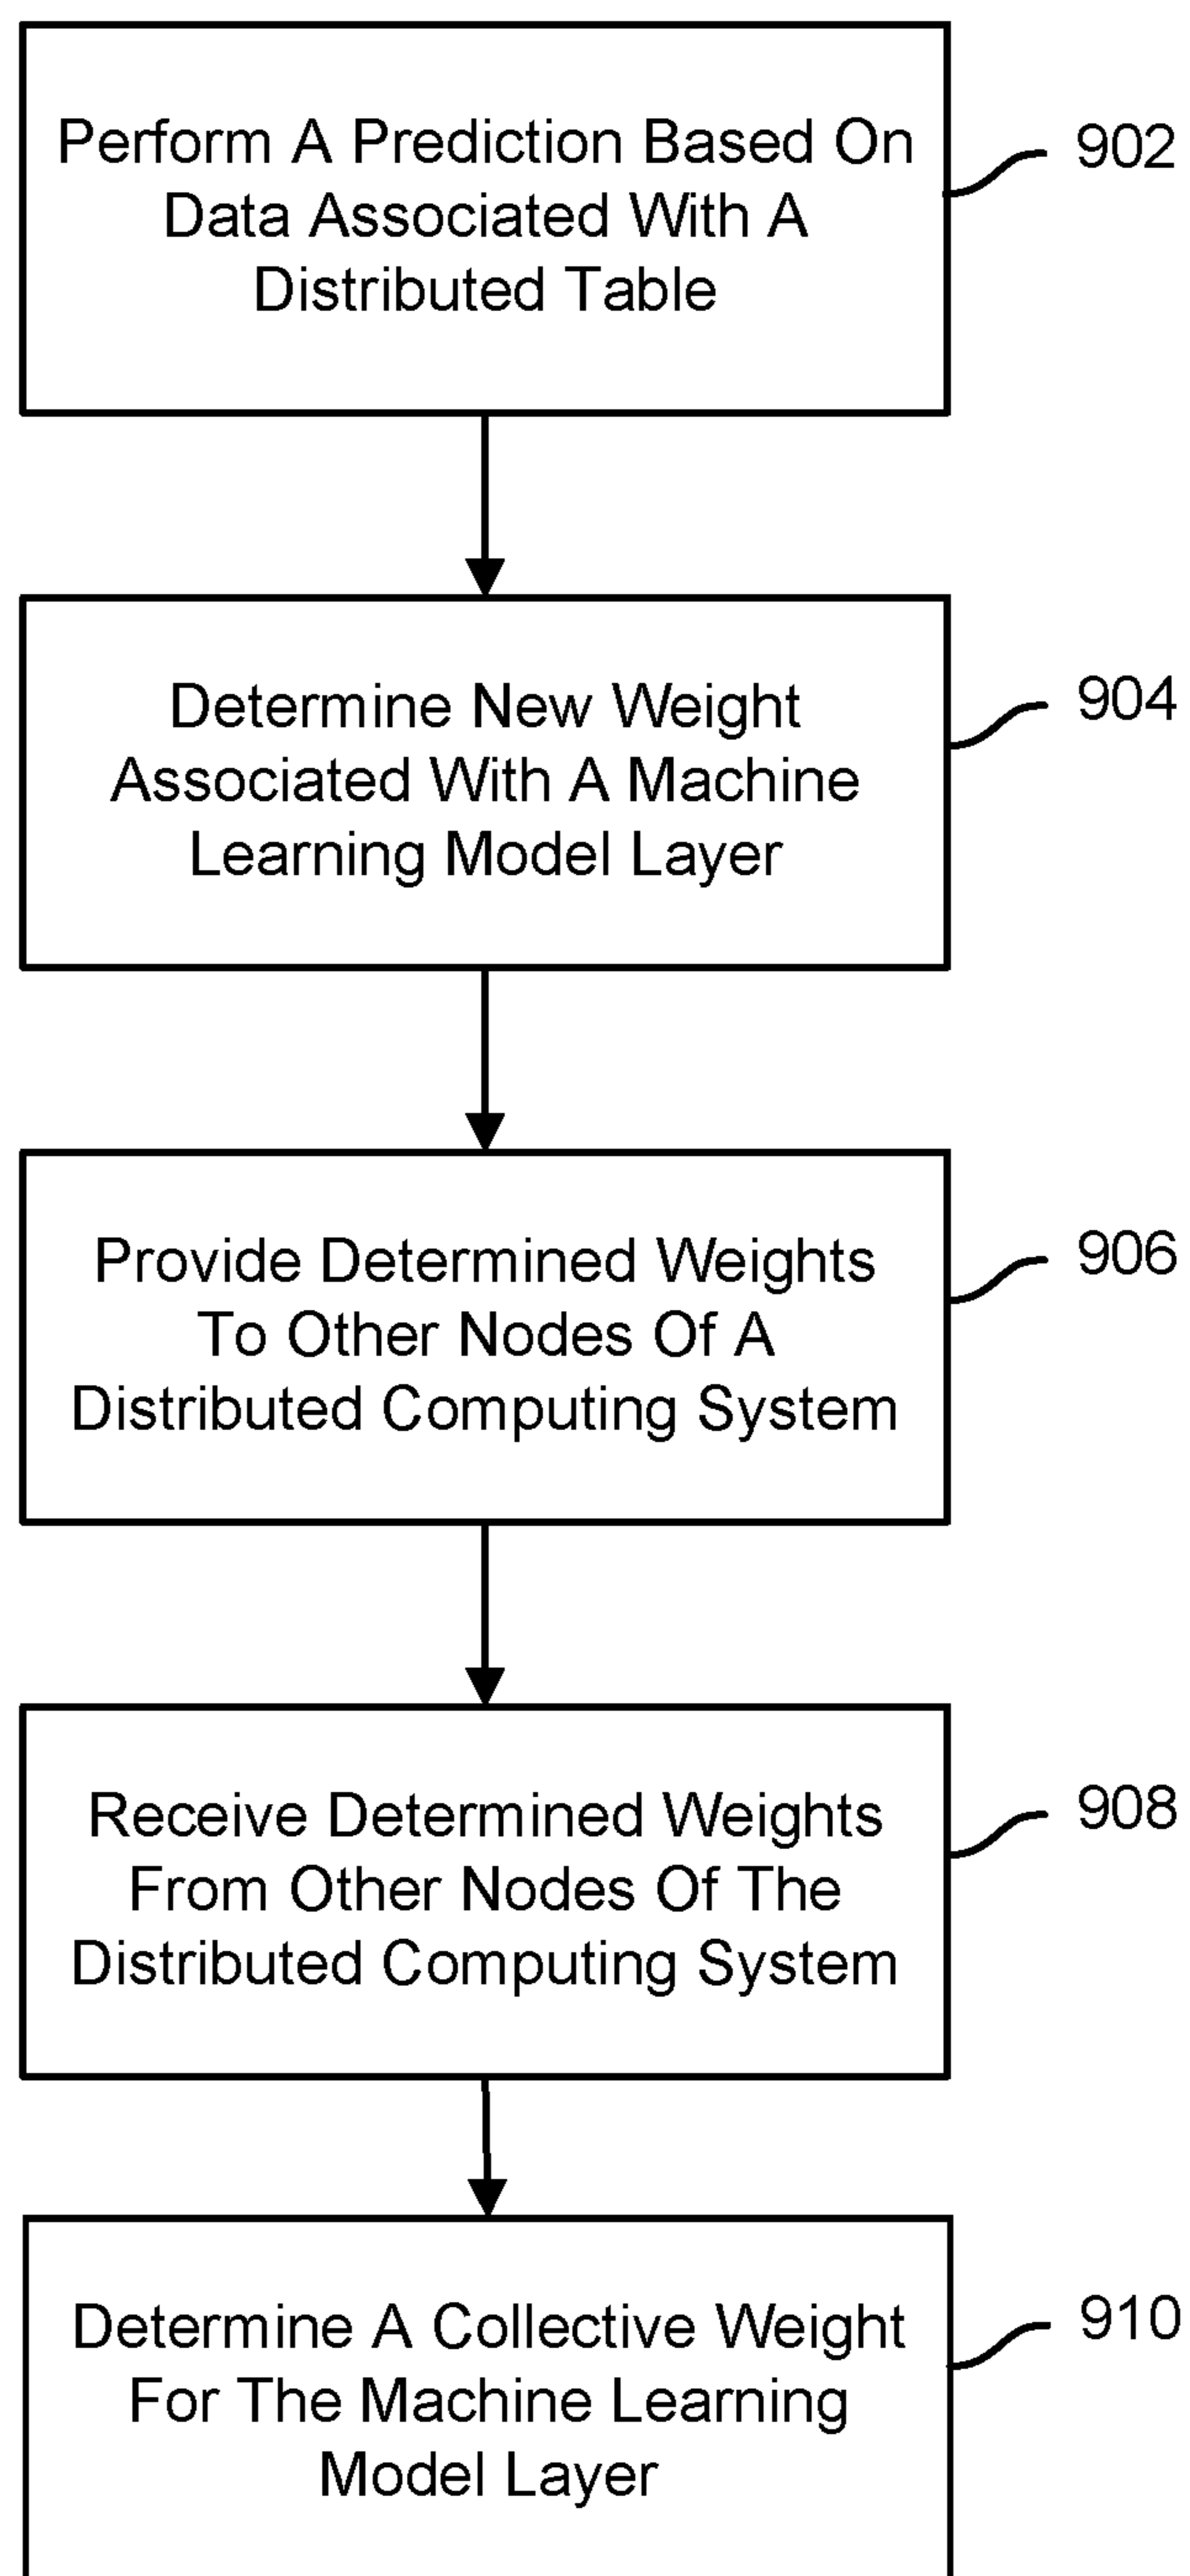 Perform A Prediction Based On
Data Associated With A
Distributed Table
902
Determine New Weight
Associated With A Machine
Learning Model Layer
904
Provide Determined Weights
To Other Nodes Of A
Distributed Computing System
906
Receive Determined Weights
From Other Nodes Of The
Distributed Computing System
908
Determine A Collective Weight
For The Machine Learning
Model Layer
910